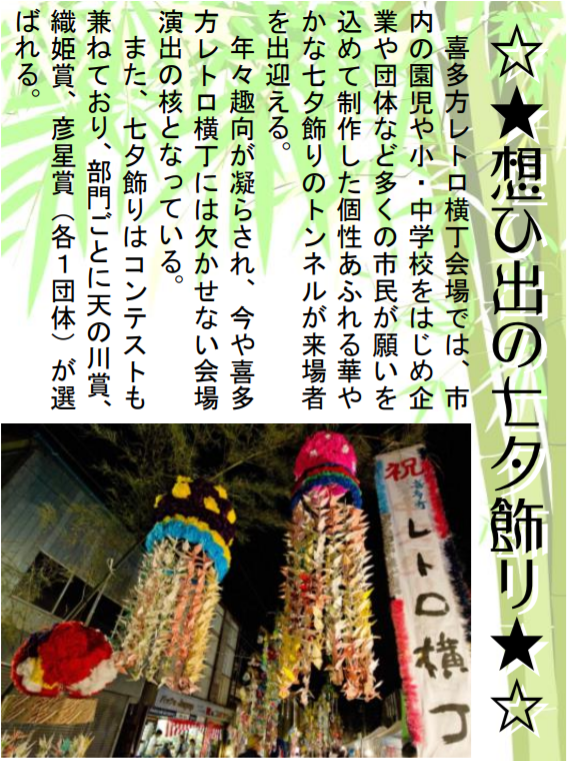 ☆★想ひ出の七夕飾り★☆
　喜多方レトロ横丁会場では、市
内の園児や小・中学校をはじめ企
業や団体など多くの市民が願いを
込めて制作した個性あふれる華や
かな七夕飾りのトンネルが来場者
を出迎える。
　年々趣向が凝らされ、今や喜多
方レトロ横丁には欠かせない会場
演出の核となっている。
　また、七夕飾りはコンテストも
兼ねており、部門ごとに天の川賞、
織姫賞、彦星賞（各１団体）が選
ばれる。
祝
喜多方
レトロ横丁